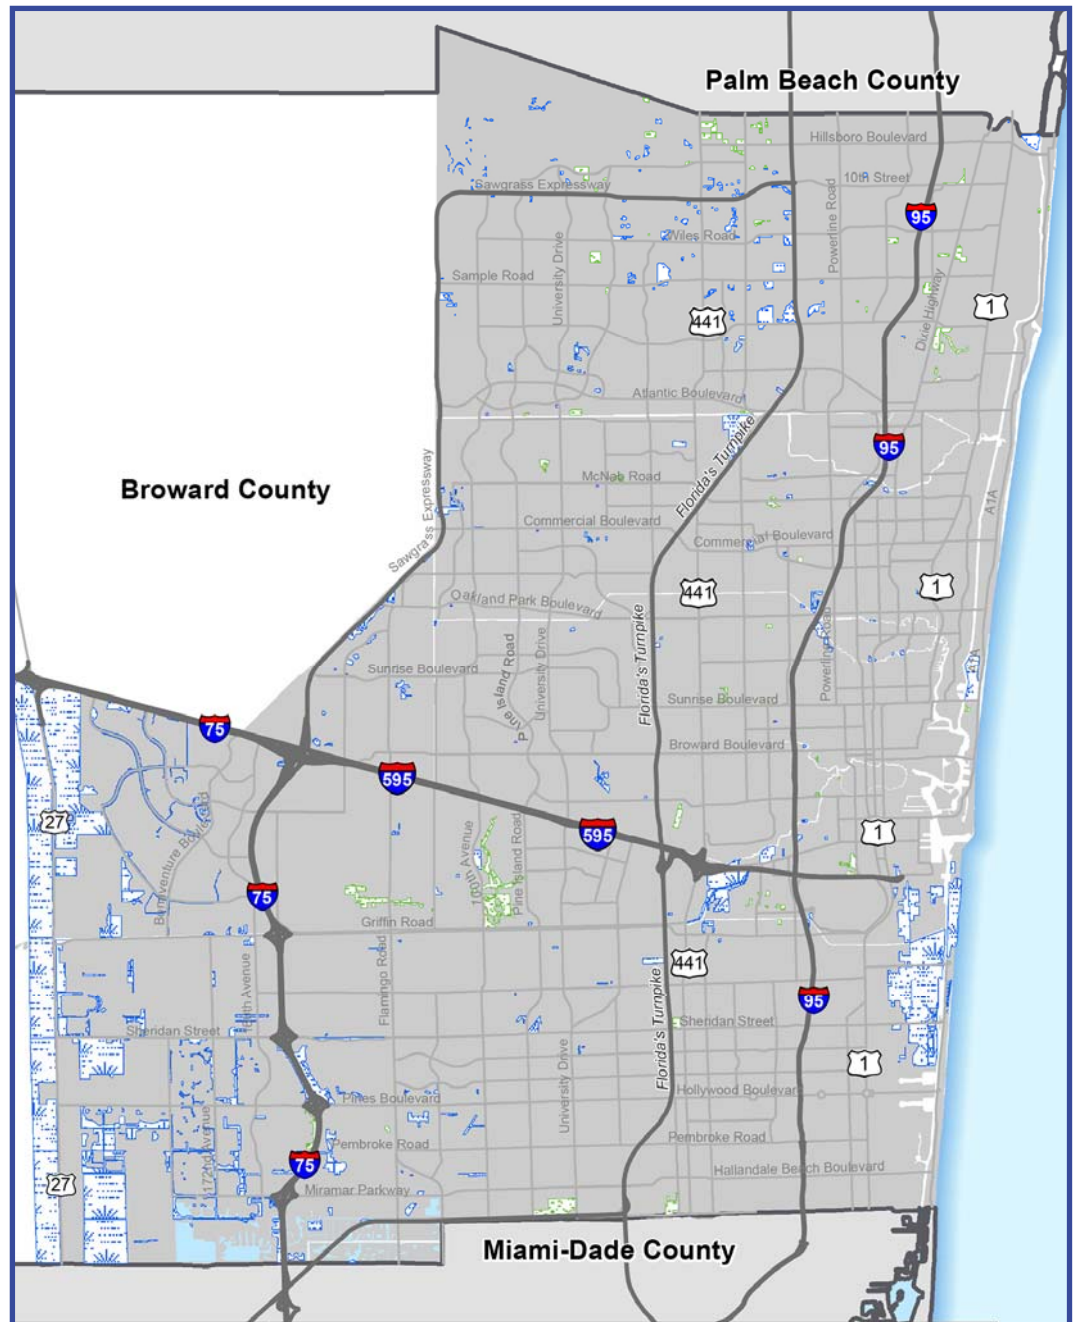 Palm Beach County
Hillsboro Boulevard
10th Street
Sawgrass Expressway
Powerline Road
95
Wiles Road
University Drive
Sample Road
441
1
Dixie Highway
Atlantic Boulevard
Florida's Turnpike
95
McNab Road
Broward County
Sawgrass Expressway
A1A
Commercial Boulevard
Commercial Boulevard
441
1
Oakland Park Boulevard
Florida's Turnpike
Powerline Road
Pine Island Road
University Drive
A1A
Sunrise Boulevard
Sunrise Boulevard
75
Broward Boulevard
595
27
595
1
Bonaventure Boulevard
100th Avenue
Pine Island Road
75
Griffin Road
441
Flamingo Road
Avenue
Florida's Turnpike
95
Sheridan Street
Sheridan Street
University Drive
1
Hollywood Boulevard
Pines Boulevard
172nd Avenue
Pembroke Road
Pembroke Road
75
Hallandale Beach Boulevard
27
Miramar Parkway
Miami-Dade County